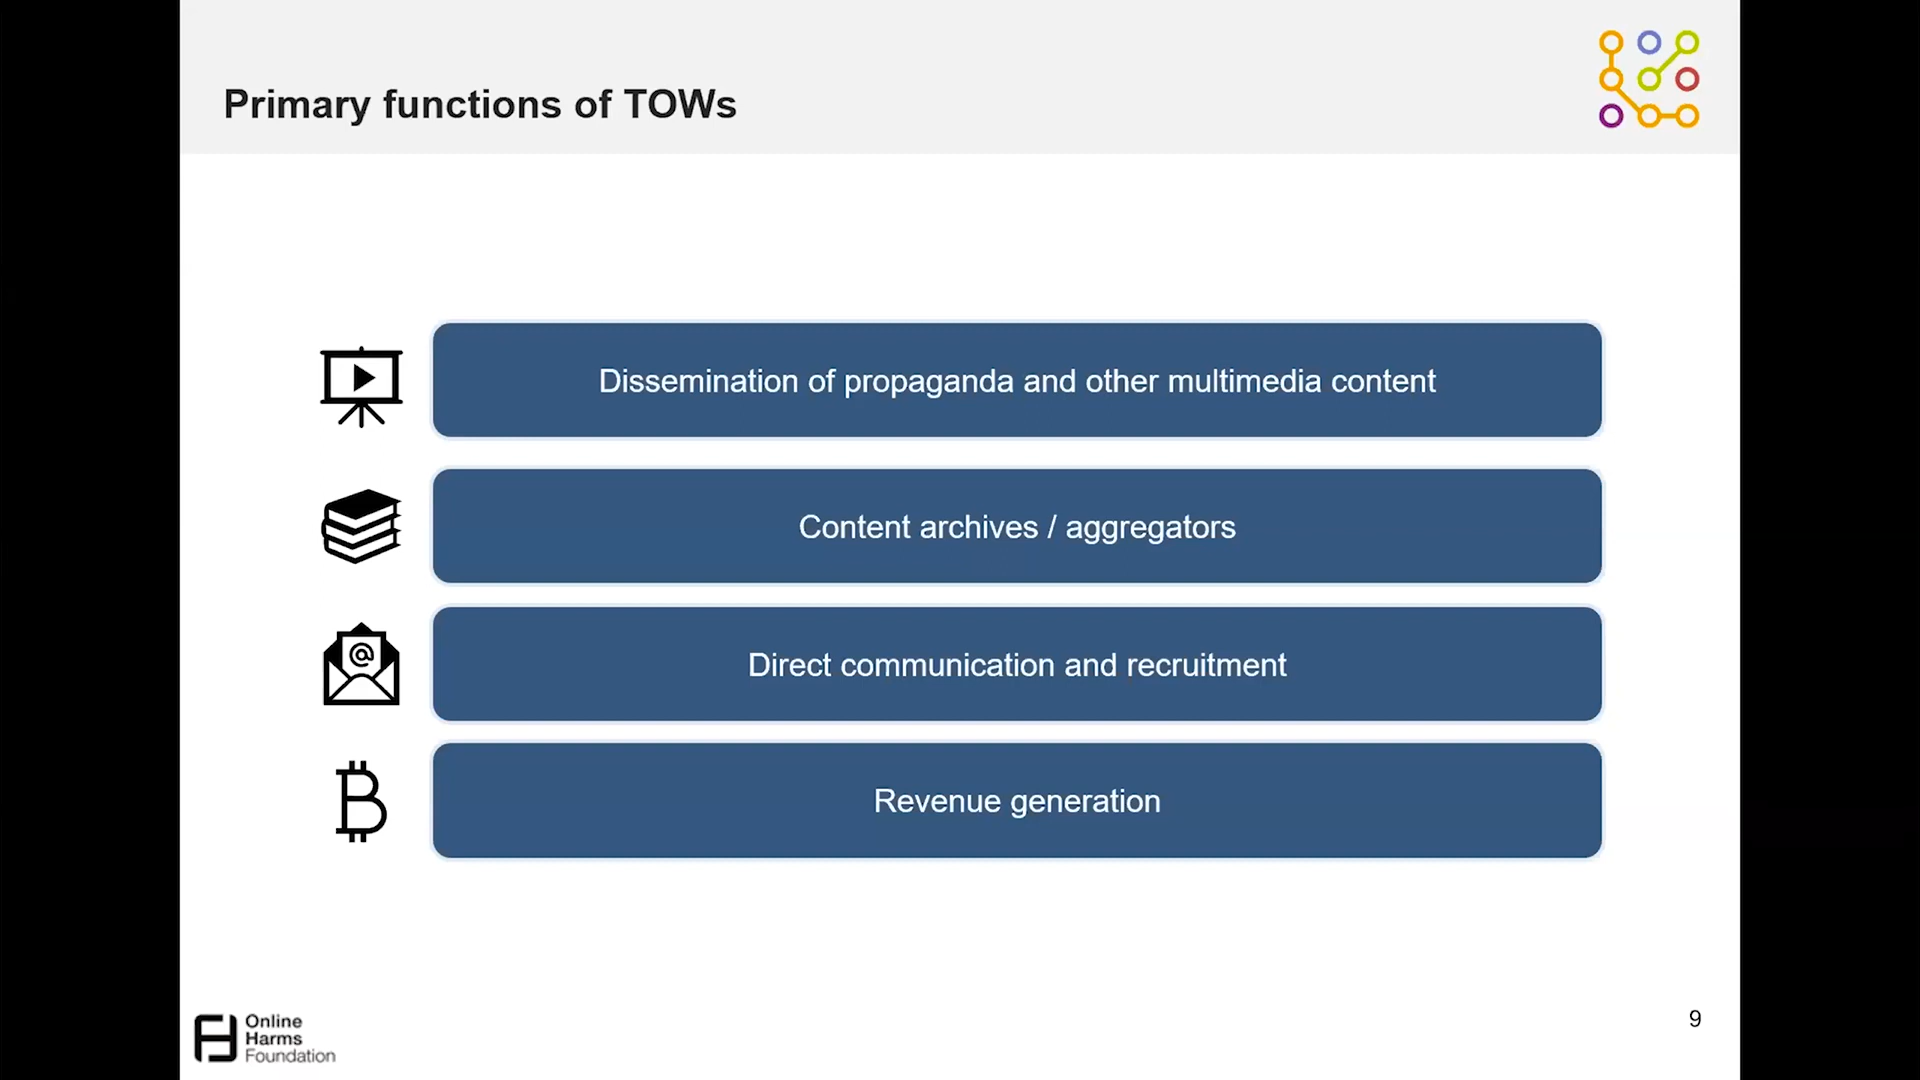 Primary functions of TOWs
Dissemination of propaganda and other multimedia content
Content archives / aggregators
Direct communication and recruitment
Revenue generation
Online
Harms
Foundation
9